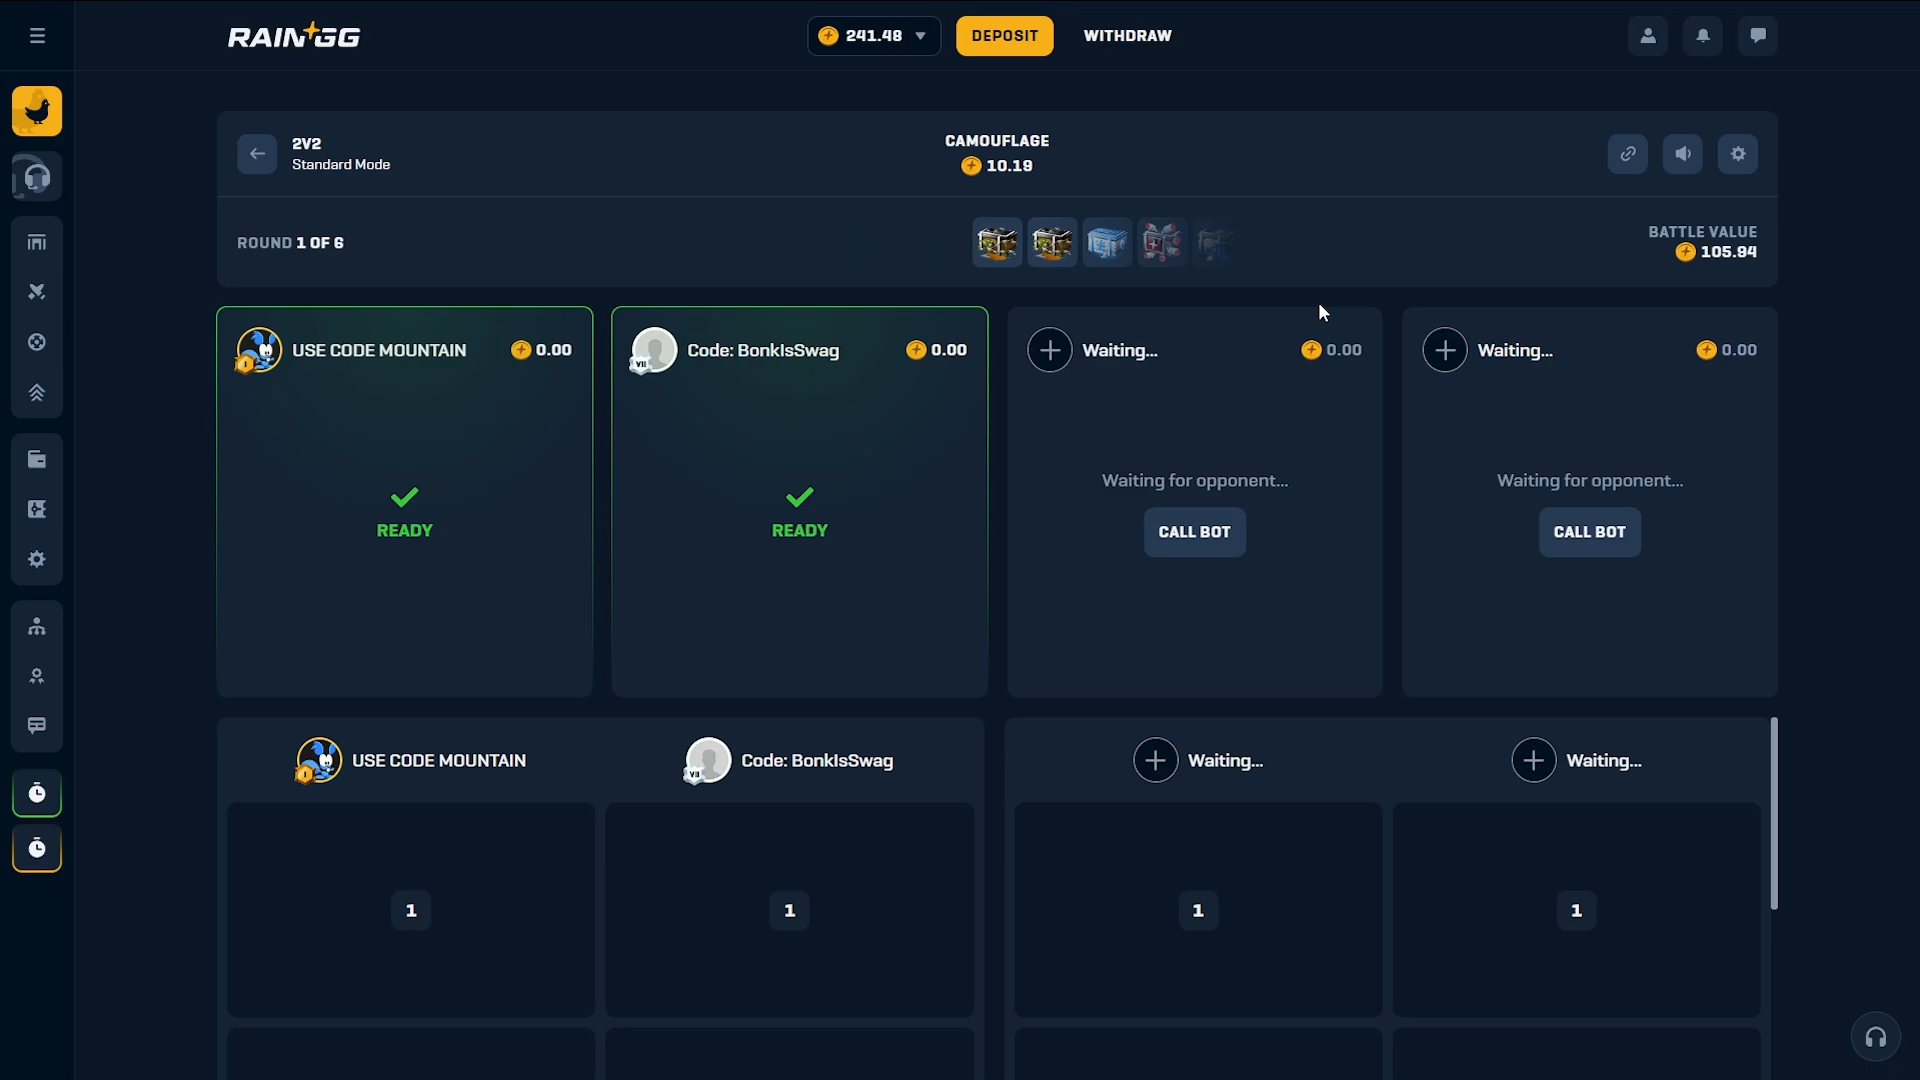 RAIN GG
241.48
DEPOSIT
WITHDRAW
2V2
Standard Mode
CAMOUFLAGE
10.19
ROUND 1 OF 6
BATTLE VALUE
105.94
USE CODE MOUNTAIN 0.00
Code: BonkIsSwag 0.00
Waiting... 0.00
Waiting... 0.00
READY
READY
Waiting for opponent...
CALL BOT
Waiting for opponent...
CALL BOT
USE CODE MOUNTAIN
Code: BonkIsSwag
Waiting...
Waiting...
1
1
1
1